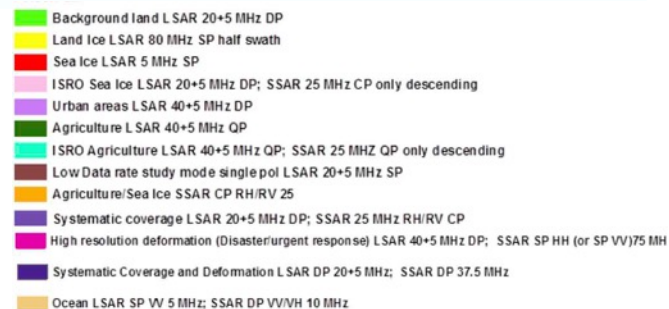 Background land LSAR 20+5 MHz DP
Land Ice LSAR 80 MHz SP half swath
Sea Ice LSAR 5 MHz SP
ISRO Sea Ice LSAR 20+5 MHz DP; SSAR 25 MHz CP only descending
Urban areas LSAR 40+5 MHz DP
Agriculture LSAR 40+5 MHz QP
ISRO Agriculture LSAR 40+5 MHz QP; SSAR 25 MHZ QP only descending
Low Data rate study mode single pol LSAR 20+5 MHz SP
Agriculture/Sea Ice SSAR CP RH/RV 25
Systematic coverage LSAR 20+5 MHz DP; SSAR 25 MHz RH/RV CP
High resolution deformation (Disaster/urgent response) LSAR 40+5 MHz DP; SSAR SP HH (or SP VV)75 MH
Systematic Coverage and Deformation LSAR DP 20+5 MHz; SSAR DP 37.5 MHz
Ocean LSAR SP VV 5 MHz; SSAR DP VV/VH 10 MHz